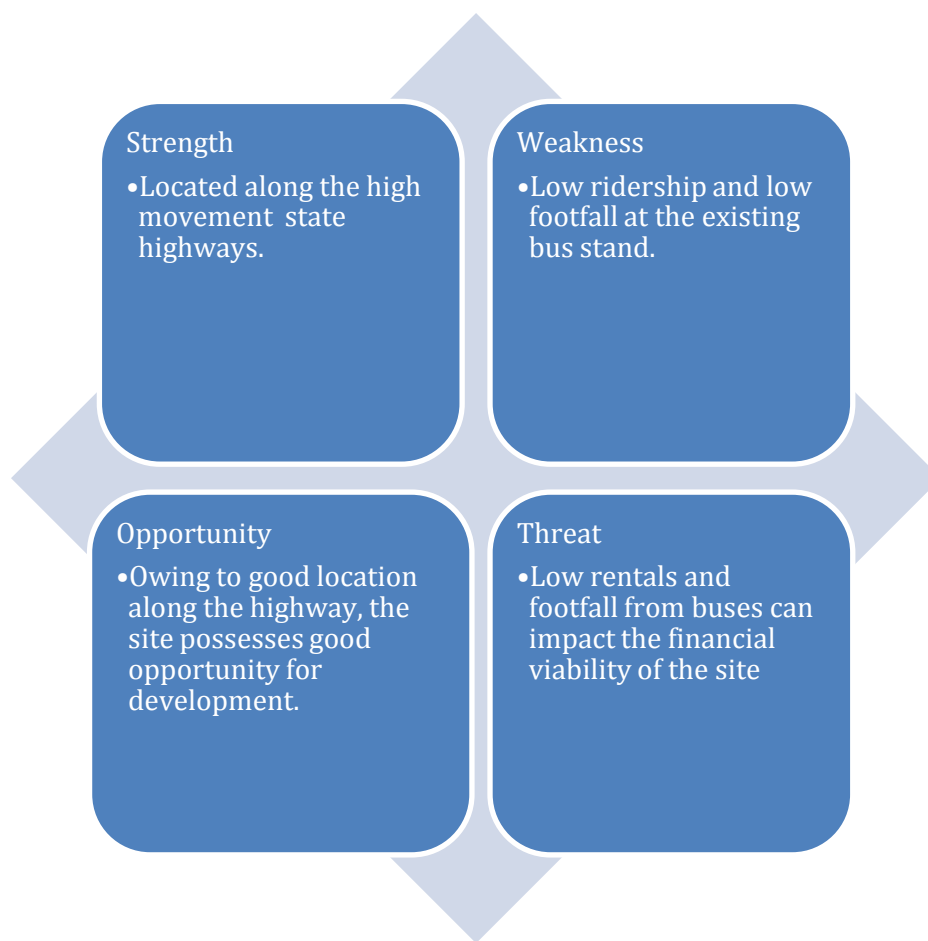 Strength
•Located along the high
movement state
highways.
Weakness
•Low ridership and low
footfall at the existing
bus stand.
Opportunity
•Owing to good location
along the highway, the
site possesses good
opportunity for
development.
Threat
•Low rentals and
footfall from buses can
impact the financial
viability of the site